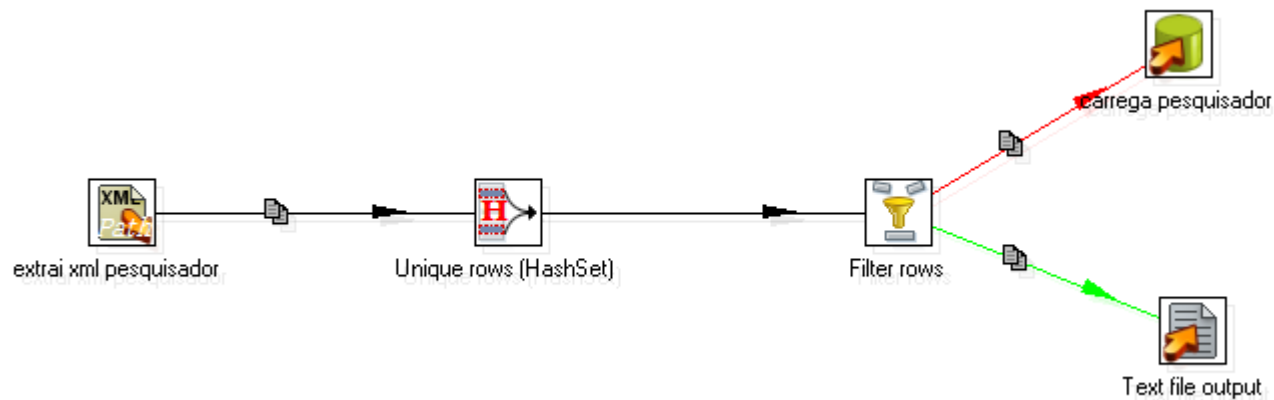 carrega pesquisador
XML
Path
H
extrai xml pesquisador
Unique rows (HashSet)
Filter rows
Text file output